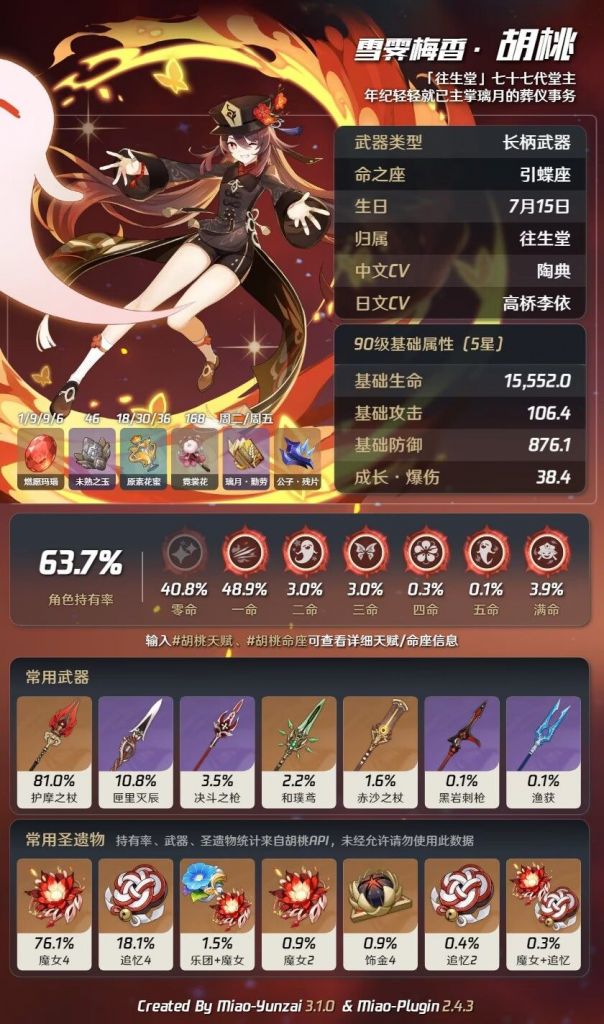 雪霁梅香·胡桃
「往生堂」七十七代堂主
年纪轻轻就已主掌璃月的葬仪事务
武器类型 长柄武器
命之座 引蝶座
生日 7月15日
归属 往生堂
中文CV 陶典
日文CV 高桥李依
90级基础属性（5星）
基础生命 15,552.0
基础攻击 106.4
基础防御 876.1
成长·爆伤 38.4
1/9/9/6 46 18/30/36 168 周二/周五
燃愿玛瑙 未熟之玉 原素花蜜 霓裳花 璃月·勤劳 公子·残片
63.7%
角色持有率
40.8% 48.9% 3.0% 3.0% 0.3% 0.1% 3.9%
零命 一命 二命 三命 四命 五命 满命
输入#胡桃天赋、#胡桃命座可查看详细天赋/命座信息
常用武器
81.0% 10.8% 3.5% 2.2% 1.6% 0.1% 0.1%
护摩之杖 匣里灭辰 决斗之枪 和璞鸢 赤沙之杖 黑岩刺枪 渔获
常用圣遗物 持有率、武器、圣遗物统计来自胡桃API，未经允许请勿使用此数据
76.1% 18.1% 1.5% 0.9% 0.9% 0.4% 0.3%
魔女4 追忆4 乐团+魔女 魔女2 饰金4 追忆2 魔女+追忆
Created By Miao-Yunzai 3.1.0 & Miao-Plugin 2.4.3